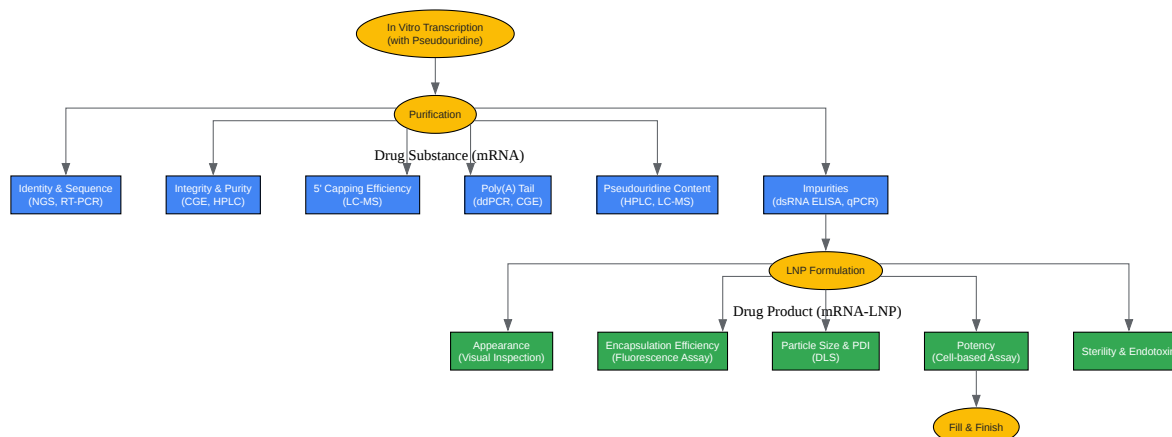 In Vitro Transcription
(with Pseudouridine)
Purification
Drug Substance (mRNA)
Identity & Sequence
(NGS, RT-PCR)
Integrity & Purity
(CGE, HPLC)
5' Capping Efficiency
(LC-MS)
Poly(A) Tail
(ddPCR, CGE)
Pseudouridine Content
(HPLC, LC-MS)
Impurities
(dsRNA ELISA, qPCR)
LNP Formulation
Drug Product (mRNA-LNP)
Appearance
(Visual Inspection)
Encapsulation Efficiency
(Fluorescence Assay)
Particle Size & PDI
(DLS)
Potency
(Cell-based Assay)
Sterility & Endotoxin
Fill & Finish